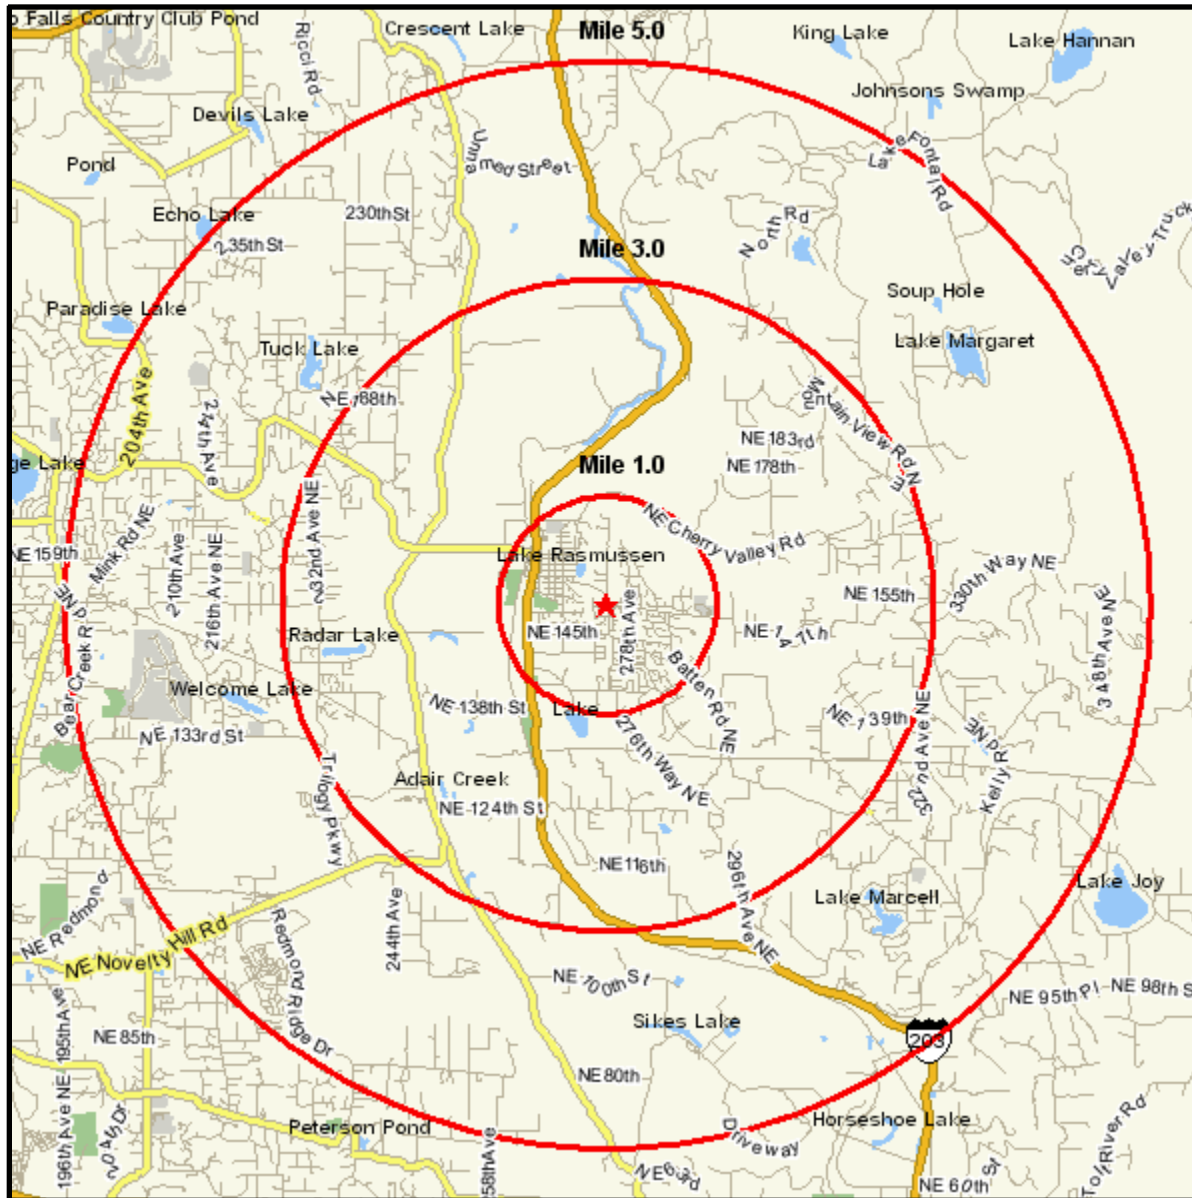 o Falls Country Club Pond
Ricci Rd
Crescent Lake
Mile 5.0
King Lake
Lake Hannan
Johnsons Swamp
Devils Lake
Unna
med Street
Lake
Fontal Rd
Pond
Echo Lake
230th St
235th St
North Rd
Mile 3.0
Paradise Lake
Soup Hole
Lake Margaret
Tuck Lake
204th Ave
214th Ave
NE 188th
Mountain View Rd NE
NE 183rd
NE 178th
Mile 1.0
ge Lake
232nd Ave NE
NE Cherry Valley Rd
Mink Rd NE
NE 159th
210th Ave
216th Ave NE
Lake Rasmussen
330th Way NE
NE 155th
348th Ave NE
NE 145th
278th Ave
NE 147th
Radar Lake
Bear Creek Rd NE
Welcome Lake
Batten Rd NE
NE 138th St
Lake
NE 139th
NE 133rd St
276th Way NE
322nd Ave NE
Kelly Rd NE
Trilogy Pkwy
Adair Creek
NE 124th St
NE 116th
296th Ave NE
Lake Marcell
Lake Joy
NE Redmond
NE Novelty Hill Rd
Redmond Ridge Dr
244th Ave
NE 100th St
NE 95th Pl
NE 98th S
195th Ave
NE 85th
Sikes Lake
203
NE 80th
196th Ave NE
204th Dr
Peterson Pond
258th Ave
Driveway
Horseshoe Lake
NE 63rd
NE 60th St
Tolt River Rd